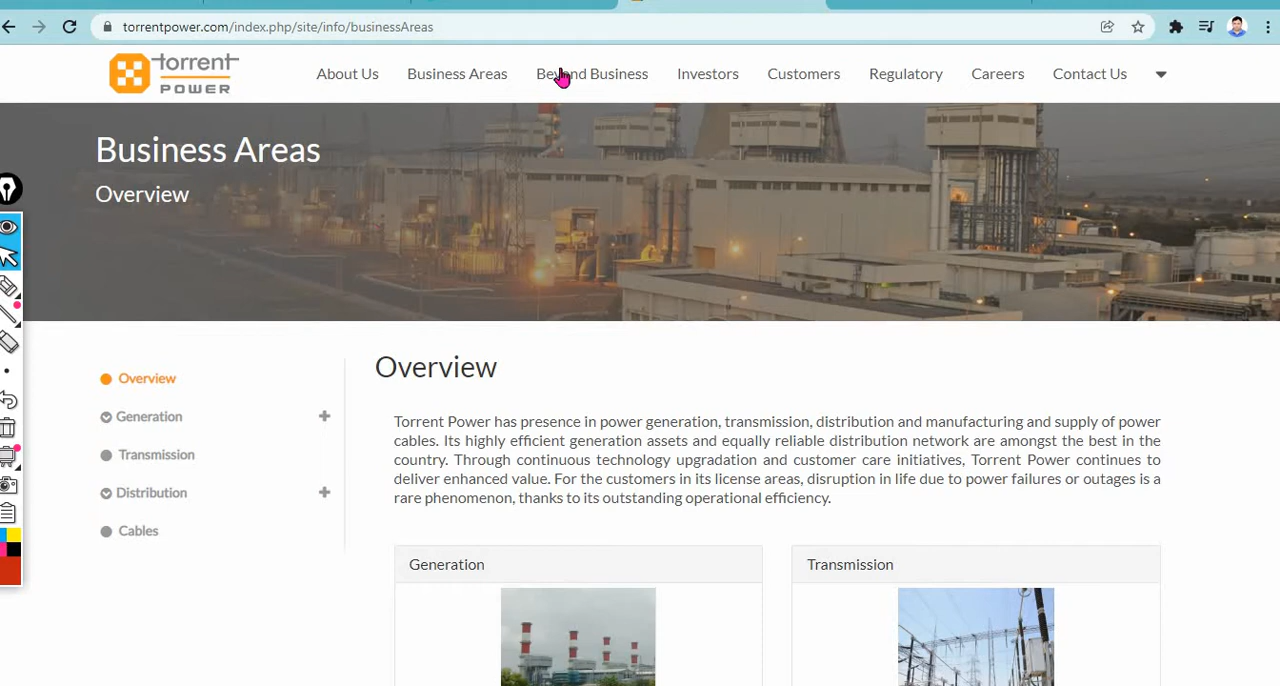 torrentpower.com/index.php/site/info/businessAreas
torrent
POWER
About Us Business Areas Beyond Business Investors Customers Regulatory Careers Contact Us
Business Areas
Overview
Overview
Generation
Transmission
Distribution
Cables
Overview
Torrent Power has presence in power generation, transmission, distribution and manufacturing and supply of power
cables. Its highly efficient generation assets and equally reliable distribution network are amongst the best in the
country. Through continuous technology upgradation and customer care initiatives, Torrent Power continues to
deliver enhanced value. For the customers in its license areas, disruption in life due to power failures or outages is a
rare phenomenon, thanks to its outstanding operational efficiency.
Generation
Transmission